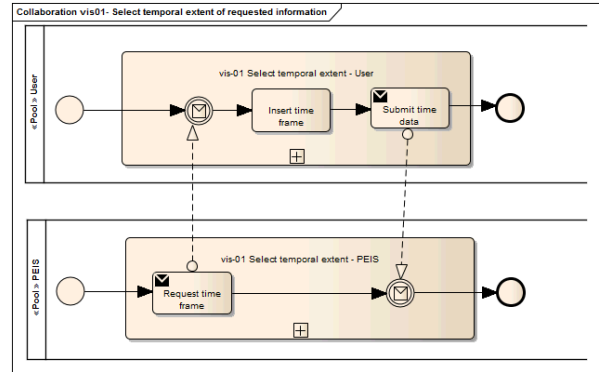 Collaboration vis01- Select temporal extent of requested information
«Pool» User
vis-01 Select temporal extent - User
Insert time
frame
Submit time
data
«Pool» PEIS
vis-01 Select temporal extent - PEIS
Request time
frame